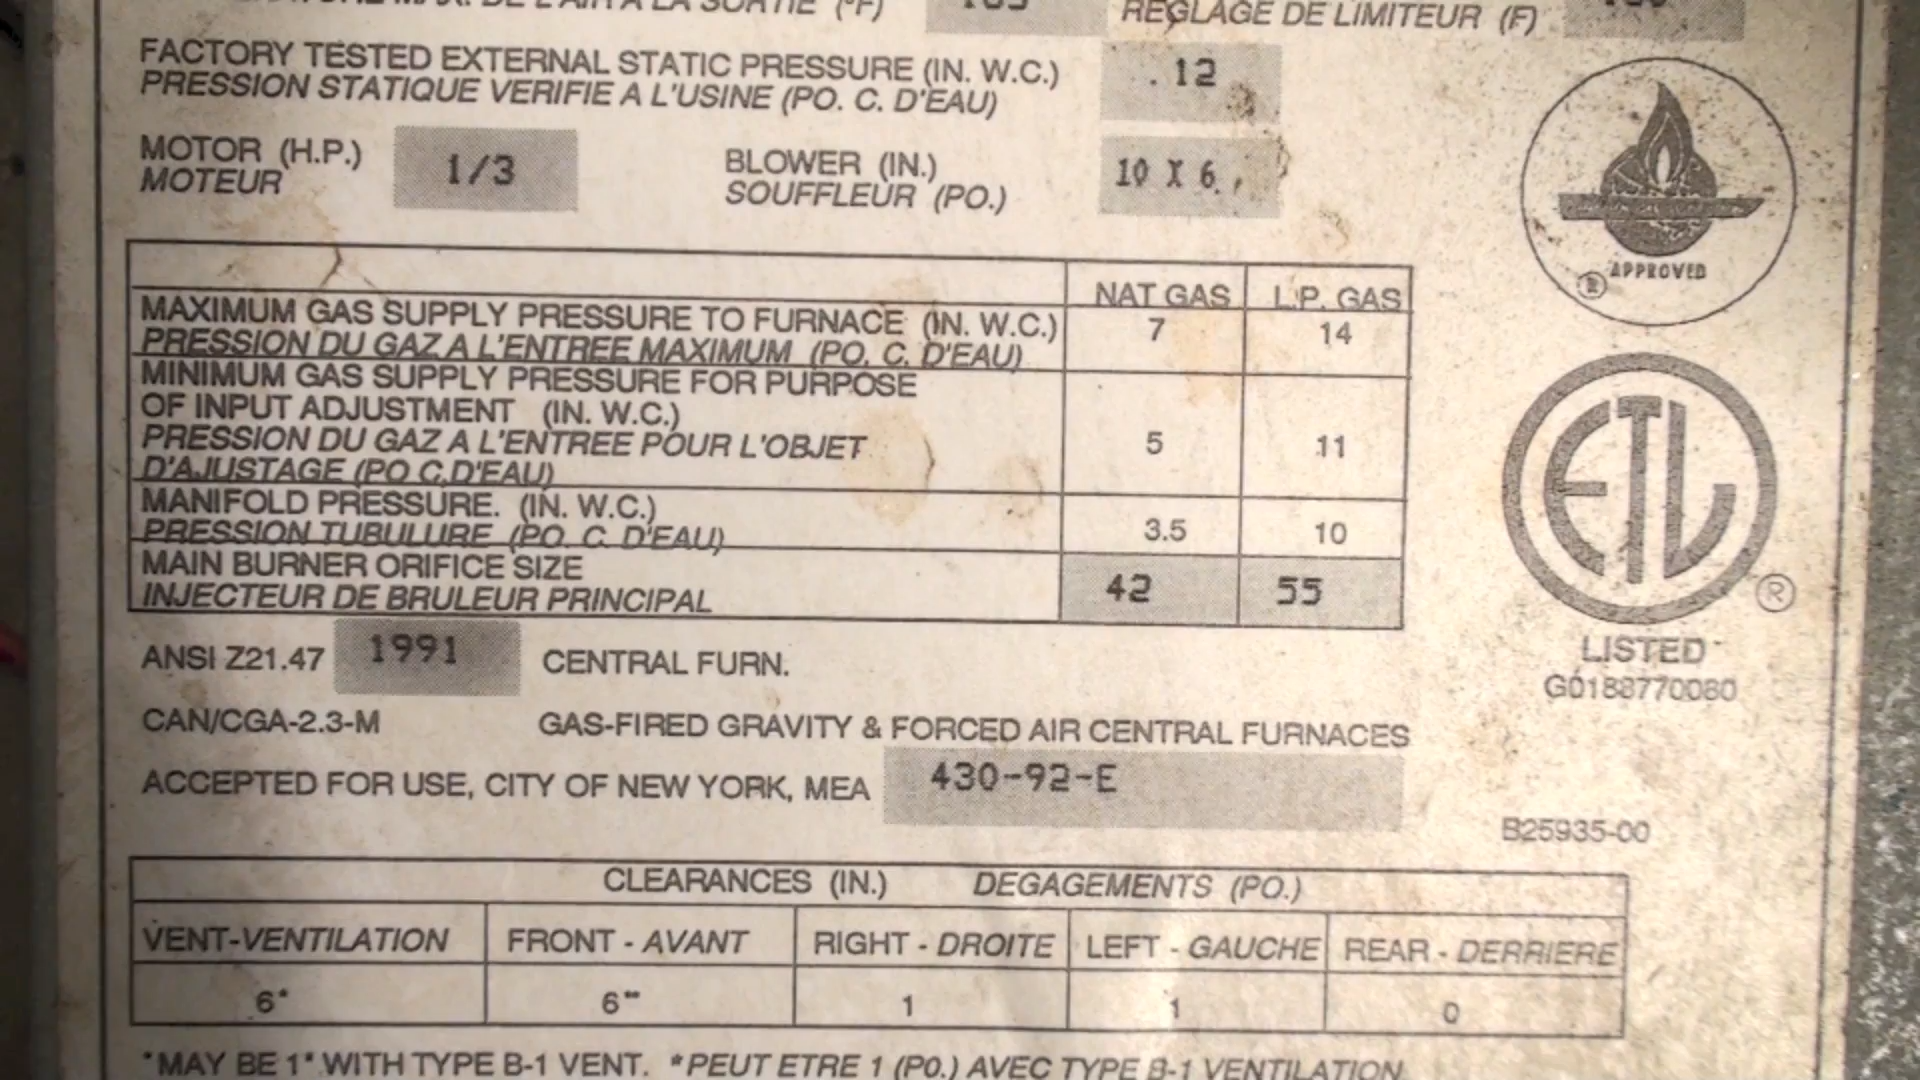 DE L'AIR A LA SORTIE (°F)
REGLAGE DE LIMITEUR (F)
FACTORY TESTED EXTERNAL STATIC PRESSURE (IN. W.C.) .12
PRESSION STATIQUE VERIFIE A L'USINE (PO. C. D'EAU)
MOTOR (H.P.) 1/3 BLOWER (IN.) 10 X 6
MOTEUR SOUFFLEUR (PO.)
APPROVED
®
NAT GAS L.P. GAS
MAXIMUM GAS SUPPLY PRESSURE TO FURNACE (IN. W.C.) 7 14
PRESSION DU GAZ A L'ENTREE MAXIMUM (PO. C. D'EAU)
MINIMUM GAS SUPPLY PRESSURE FOR PURPOSE
OF INPUT ADJUSTMENT (IN. W.C.) 5 11
PRESSION DU GAZ A L'ENTREE POUR L'OBJET
D'AJUSTAGE (PO C.D'EAU)
MANIFOLD PRESSURE. (IN. W.C.) 3.5 10
PRESSION TUBULURE (PO. C. D'EAU)
MAIN BURNER ORIFICE SIZE 42 55
INJECTEUR DE BRULEUR PRINCIPAL
ETL
®
LISTED
G0188770080
ANSI Z21.47 1991 CENTRAL FURN.
CAN/CGA-2.3-M GAS-FIRED GRAVITY & FORCED AIR CENTRAL FURNACES
ACCEPTED FOR USE, CITY OF NEW YORK, MEA 430-92-E
B25935-00
CLEARANCES (IN.) DEGAGEMENTS (PO.)
VENT-VENTILATION FRONT - AVANT RIGHT - DROITE LEFT - GAUCHE REAR - DERRIERE
6* 6** 1 1 0
*MAY BE 1" WITH TYPE B-1 VENT. *PEUT ETRE 1 (PO.) AVEC TYPE B-1 VENTILATION